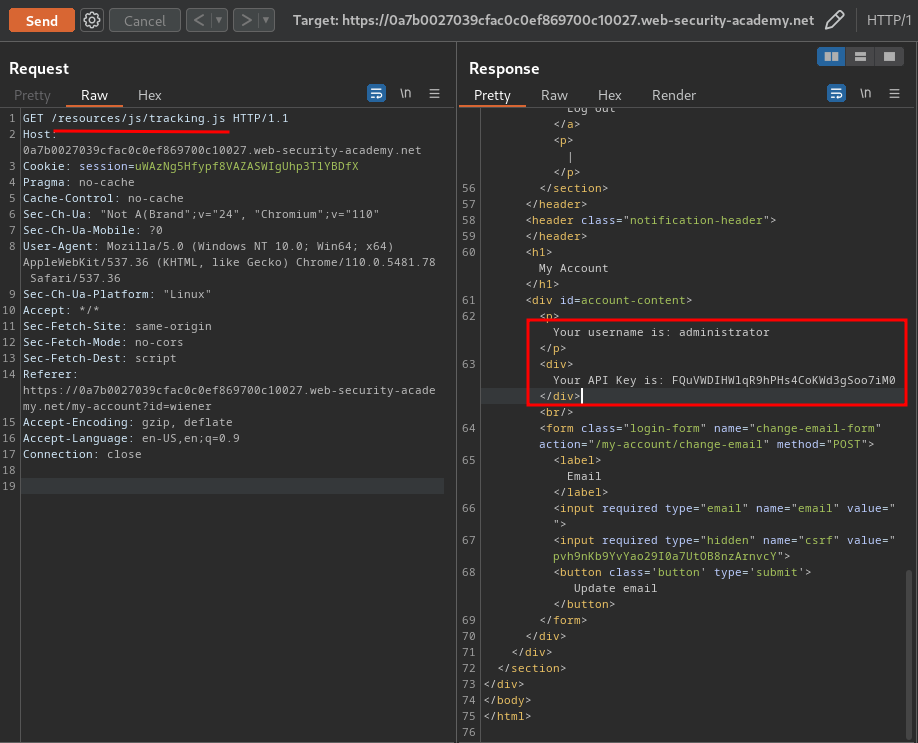 Send Cancel < > Target: https://0a7b0027039cfac0c0ef869700c10027.web-security-academy.net HTTP/1
Request
Pretty Raw Hex \n
1 GET /resources/js/tracking.js HTTP/1.1
2 Host:
0a7b0027039cfac0c0ef869700c10027.web-security-academy.net
3 Cookie: session=uWAzNg5Hfypf8VAZASWIgUhp3TlYBDfX
4 Pragma: no-cache
5 Cache-Control: no-cache
6 Sec-Ch-Ua: "Not A(Brand";v="24", "Chromium";v="110"
7 Sec-Ch-Ua-Mobile: ?0
8 User-Agent: Mozilla/5.0 (Windows NT 10.0; Win64; x64)
AppleWebKit/537.36 (KHTML, like Gecko) Chrome/110.0.5481.78
Safari/537.36
9 Sec-Ch-Ua-Platform: "Linux"
10 Accept: */*
11 Sec-Fetch-Site: same-origin
12 Sec-Fetch-Mode: no-cors
13 Sec-Fetch-Dest: script
14 Referer:
https://0a7b0027039cfac0c0ef869700c10027.web-security-acade
my.net/my-account?id=wiener
15 Accept-Encoding: gzip, deflate
16 Accept-Language: en-US,en;q=0.9
17 Connection: close
18
19
Response
Pretty Raw Hex Render \n
Log out
</a>
<p>
|
</p>
56 </section>
57 </header>
58 <header class="notification-header">
59 </header>
60 <h1>
My Account
</h1>
61 <div id=account-content>
62 <p>
Your username is: administrator
</p>
63 <div>
Your API Key is: FQuVWDIHWlqR9hPHs4CoKWd3gSoo7iM0
</div>
<br/>
64 <form class="login-form" name="change-email-form"
action="/my-account/change-email" method="POST">
65 <label>
Email
</label>
66 <input required type="email" name="email" value="
">
67 <input required type="hidden" name="csrf" value="
pvh9nKb9YvYao29I0a7UtOB8nzArnvcY">
68 <button class='button' type='submit'>
Update email
</button>
69 </form>
70 </div>
71 </div>
72 </section>
73 </div>
74 </body>
75 </html>
76